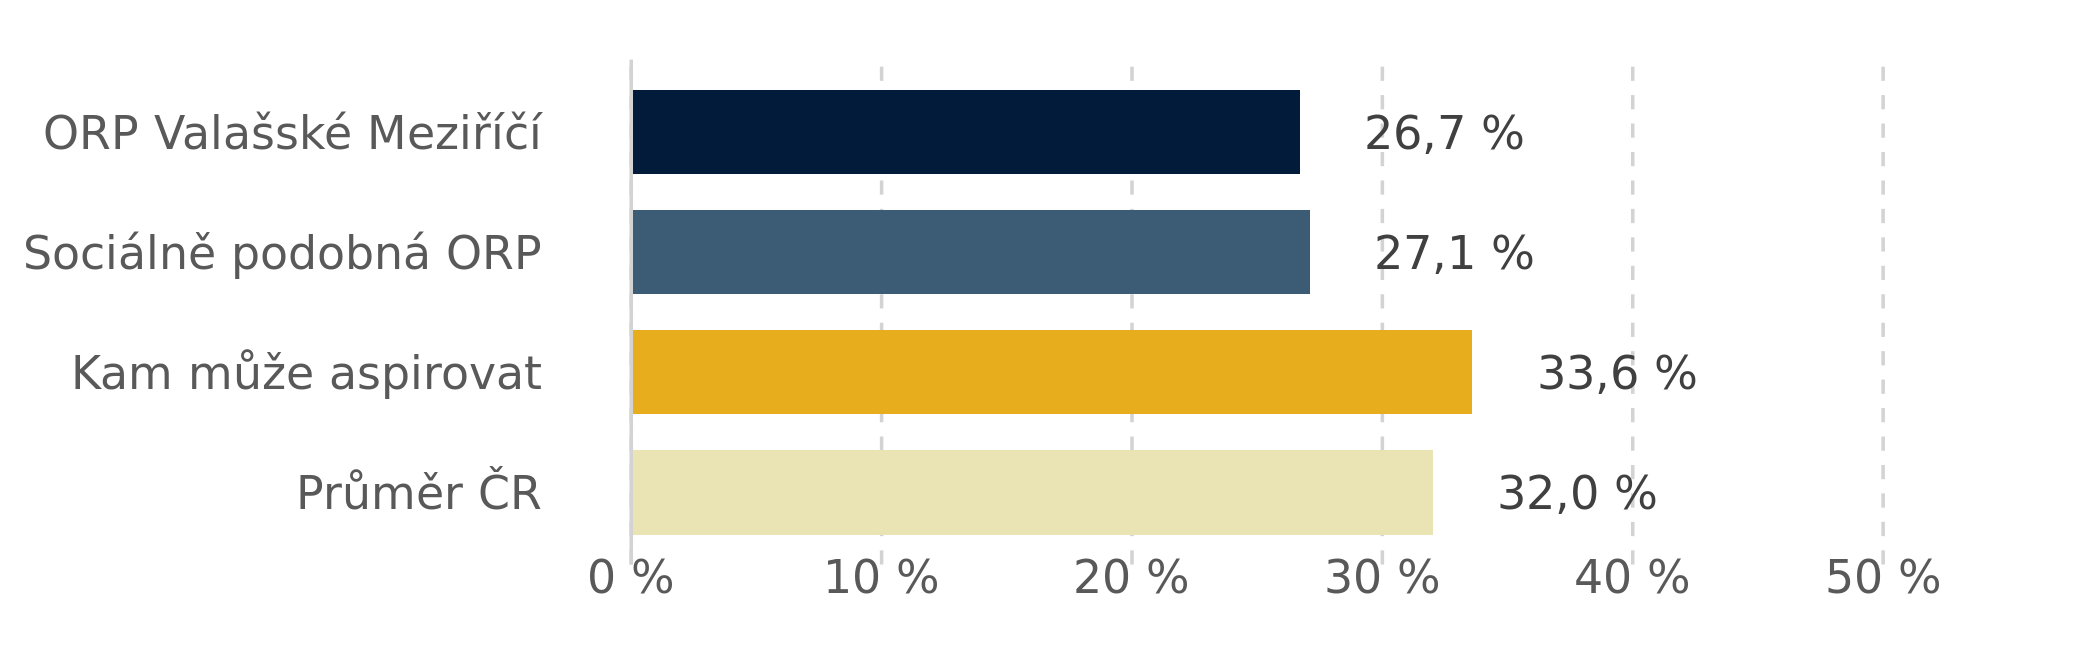 ORP Valašské Meziříčí 26,7 %
Sociálně podobná ORP 27,1 %
Kam může aspirovat 33,6 %
Průměr ČR 32,0 %
0 % 10 % 20 % 30 % 40 % 50 %